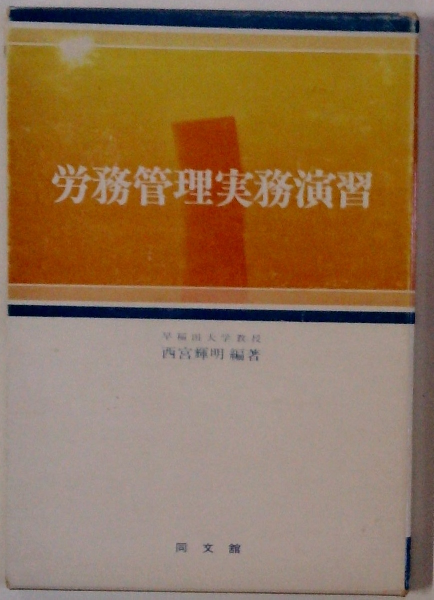 労務管理実務演習
早稲田大学教授
西宮輝明 編著
同文館